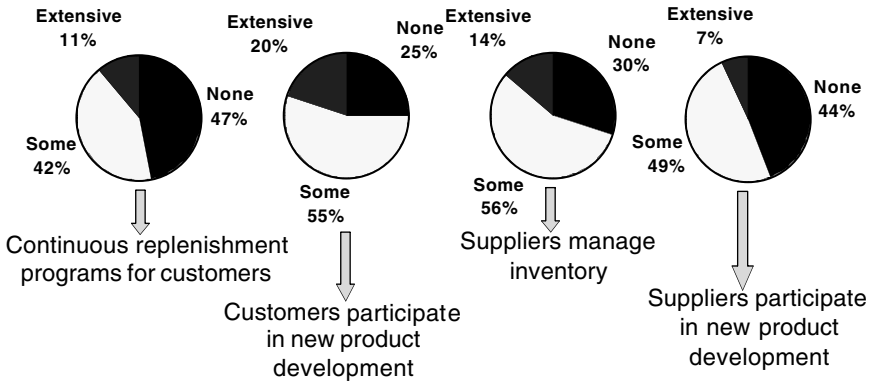 Extensive
11%
None
47%
Some
42%
Continuous replenishment
programs for customers
Extensive
20%
None
25%
Some
55%
Customers participate
in new product
development
Extensive
14%
None
30%
Some
56%
Suppliers manage
inventory
Extensive
7%
None
44%
Some
49%
Suppliers participate
in new product
development